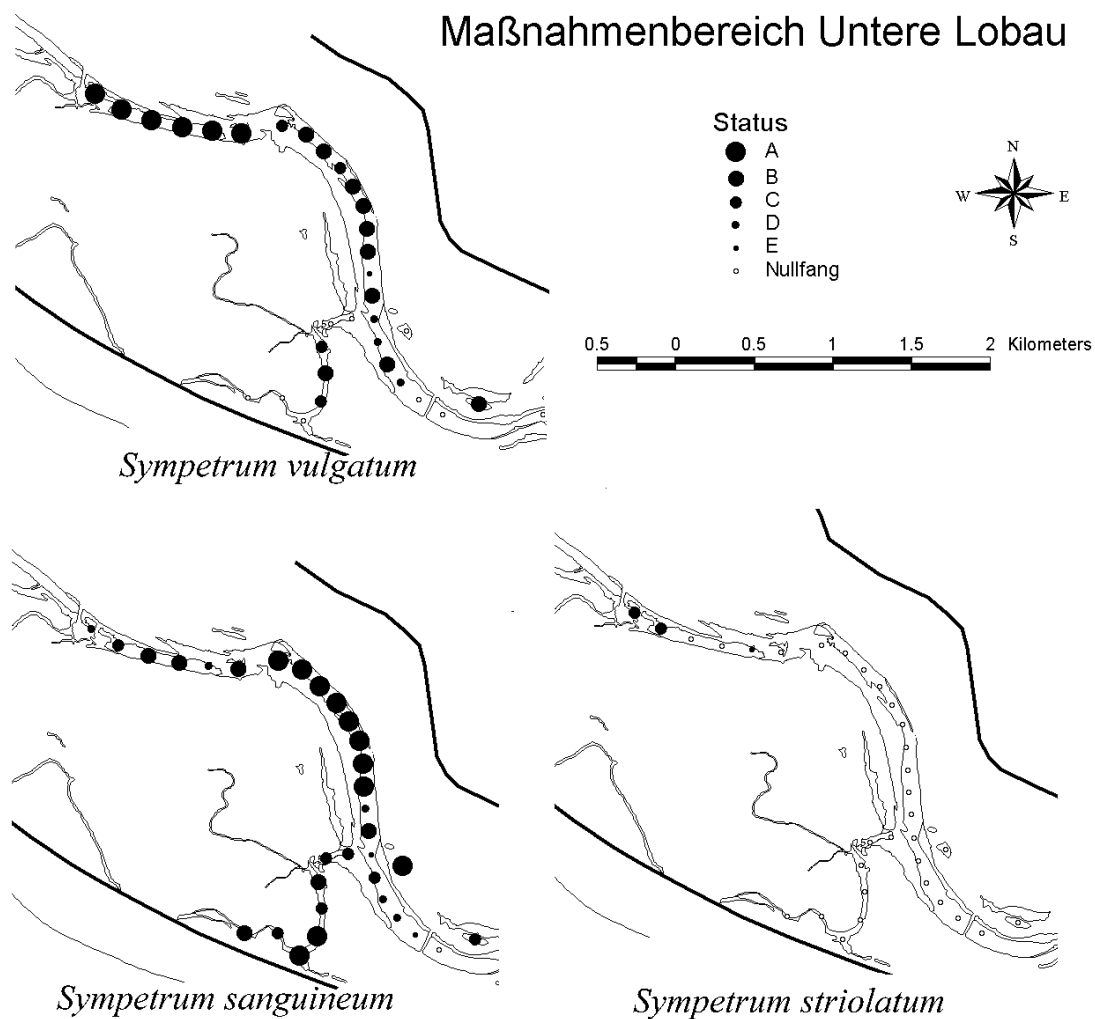 Maßnahmenbereich Untere Lobau
Status
A
B
C
D
E
Nullfang
N
W E
S
0.5 0 0.5 1 1.5 2 Kilometers
Sympetrum vulgatum
Sympetrum sanguineum
Sympetrum striolatum